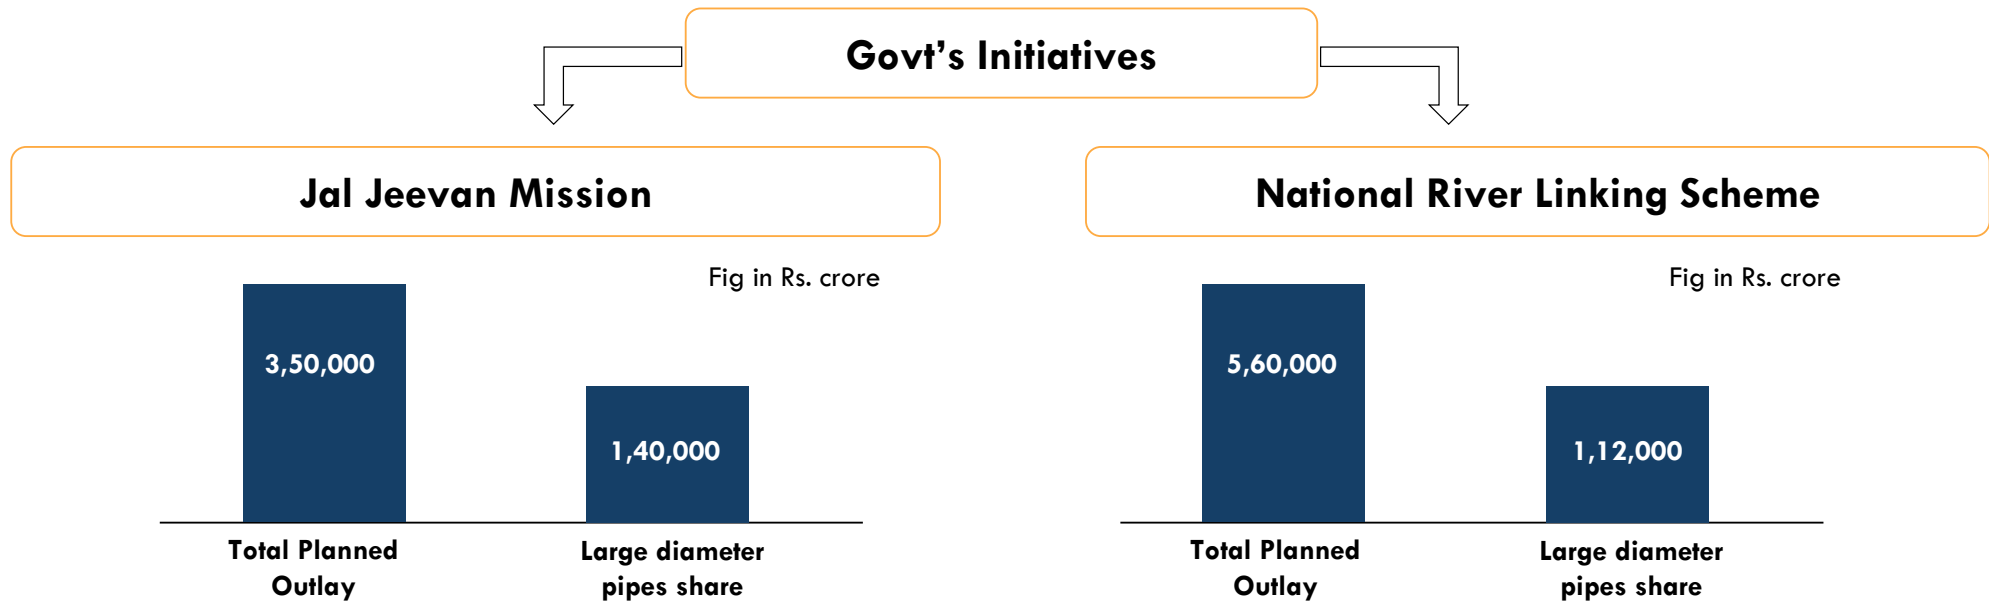 Govt’s Initiatives
Jal Jeevan Mission
Fig in Rs. crore
3,50,000
1,40,000
Total Planned
Outlay
Large diameter
pipes share
National River Linking Scheme
Fig in Rs. crore
5,60,000
1,12,000
Total Planned
Outlay
Large diameter
pipes share